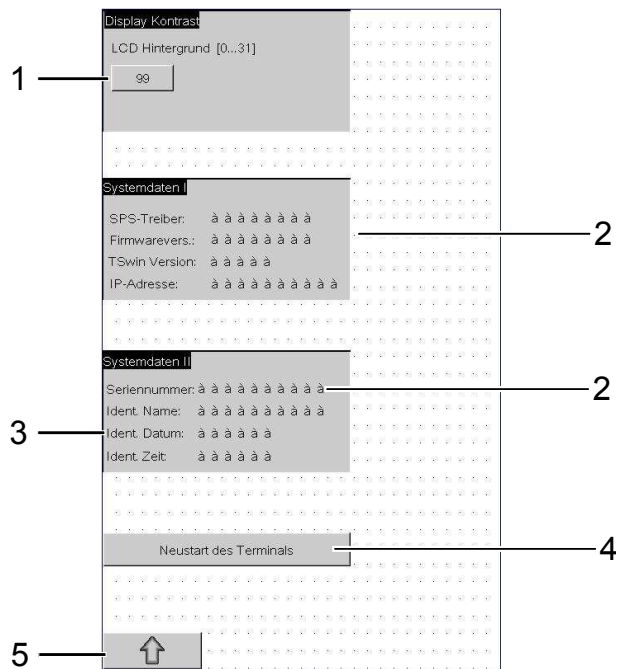 Display Kontrast
LCD Hintergrund [0...31]
1
99
Systemdaten I
SPS-Treiber: à à à à à à à à
Firmwarevers.: à à à à à à à à
2
TSwin Version: à à à à à
IP-Adresse: à à à à à à à à à à
Systemdaten II
Seriennummer: à à à à à à à à à à
2
Ident. Name: à à à à à à à à à à
3
Ident. Datum: à à à à à à
Ident. Zeit: à à à à à à
Neustart des Terminals
4
5